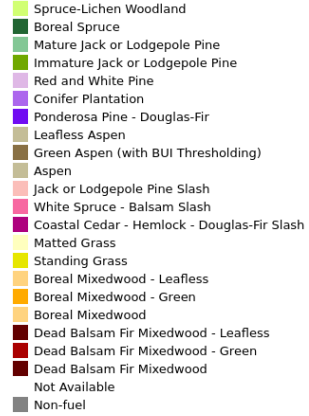 Spruce-Lichen Woodland
Boreal Spruce
Mature Jack or Lodgepole Pine
Immature Jack or Lodgepole Pine
Red and White Pine
Conifer Plantation
Ponderosa Pine - Douglas-Fir
Leafless Aspen
Green Aspen (with BUI Thresholding)
Aspen
Jack or Lodgepole Pine Slash
White Spruce - Balsam Slash
Coastal Cedar - Hemlock - Douglas-Fir Slash
Matted Grass
Standing Grass
Boreal Mixedwood - Leafless
Boreal Mixedwood - Green
Boreal Mixedwood
Dead Balsam Fir Mixedwood - Leafless
Dead Balsam Fir Mixedwood - Green
Dead Balsam Fir Mixedwood
Not Available
Non-fuel